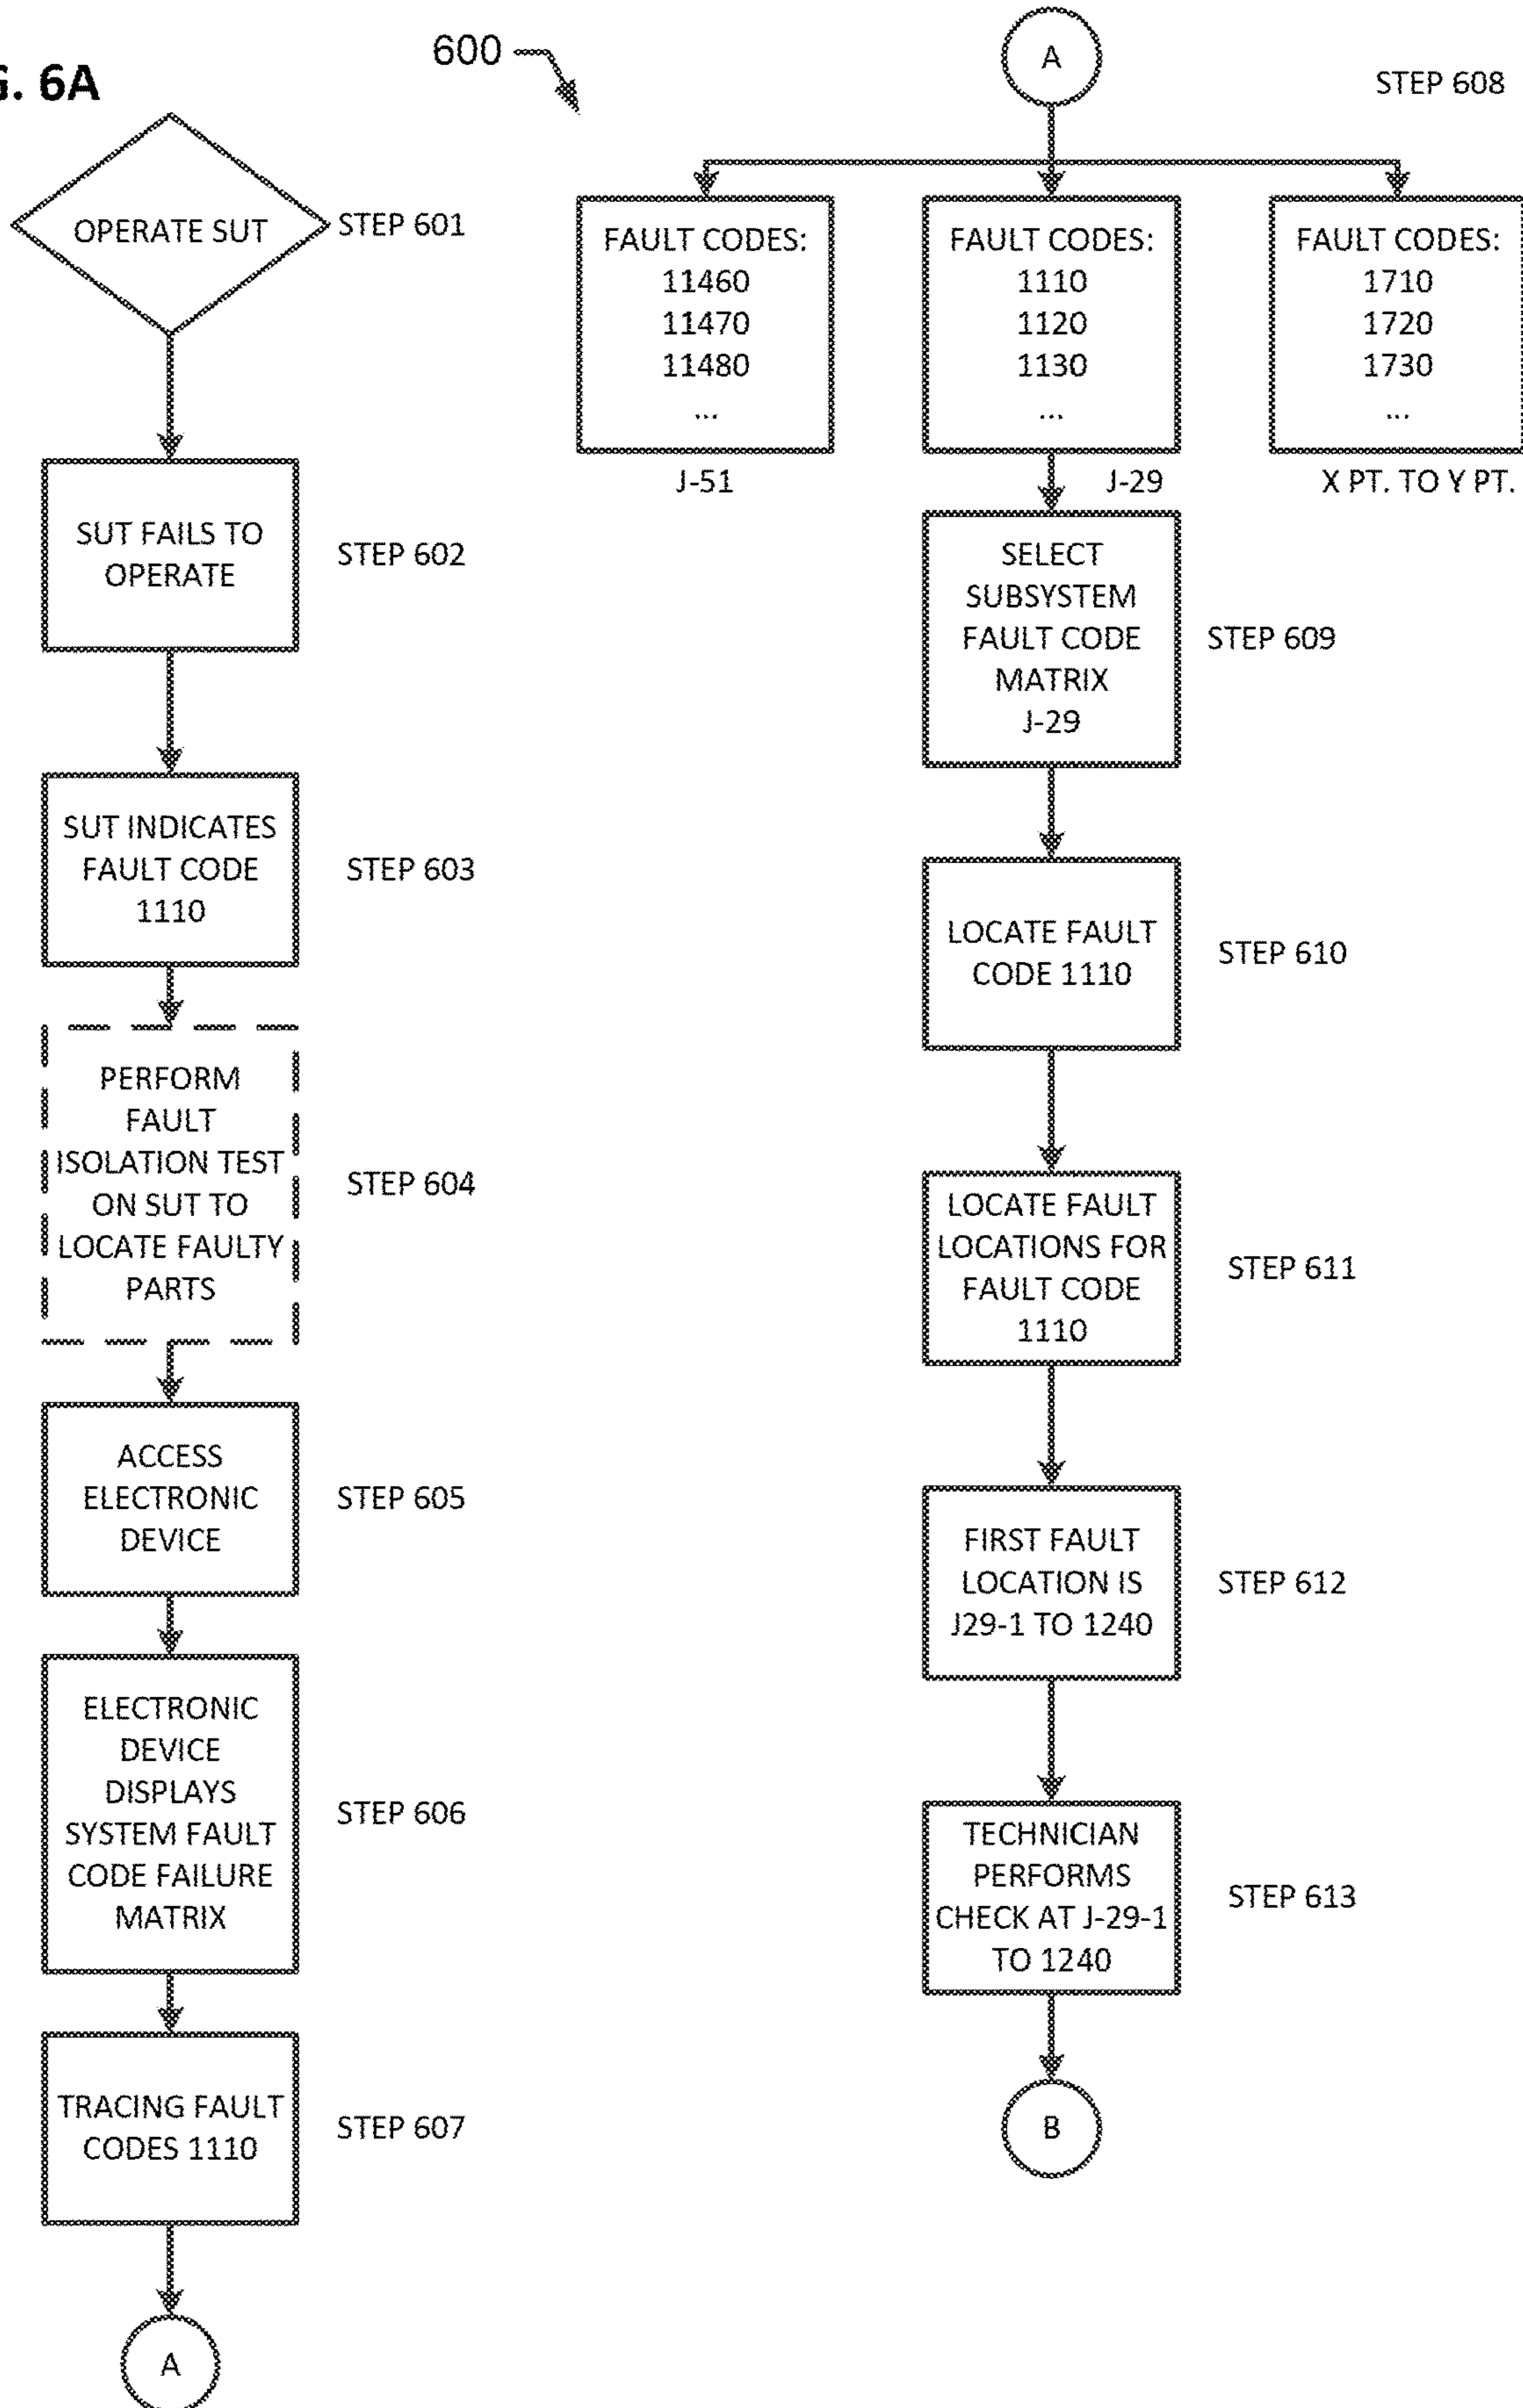 G. 6A
600
OPERATE SUT
STEP 601
SUT FAILS TO
OPERATE
STEP 602
SUT INDICATES
FAULT CODE
1110
STEP 603
PERFORM
FAULT
ISOLATION TEST
ON SUT TO
LOCATE FAULTY
PARTS
STEP 604
ACCESS
ELECTRONIC
DEVICE
STEP 605
ELECTRONIC
DEVICE
DISPLAYS
SYSTEM FAULT
CODE FAILURE
MATRIX
STEP 606
TRACING FAULT
CODES 1110
STEP 607
A
A
STEP 608
FAULT CODES:
11460
11470
11480
...
J-51
FAULT CODES:
1110
1120
1130
...
J-29
FAULT CODES:
1710
1720
1730
...
X PT. TO Y PT.
SELECT
SUBSYSTEM
FAULT CODE
MATRIX
J-29
STEP 609
LOCATE FAULT
CODE 1110
STEP 610
LOCATE FAULT
LOCATIONS FOR
FAULT CODE
1110
STEP 611
FIRST FAULT
LOCATION IS
J29-1 TO 1240
STEP 612
TECHNICIAN
PERFORMS
CHECK AT J-29-1
TO 1240
STEP 613
B